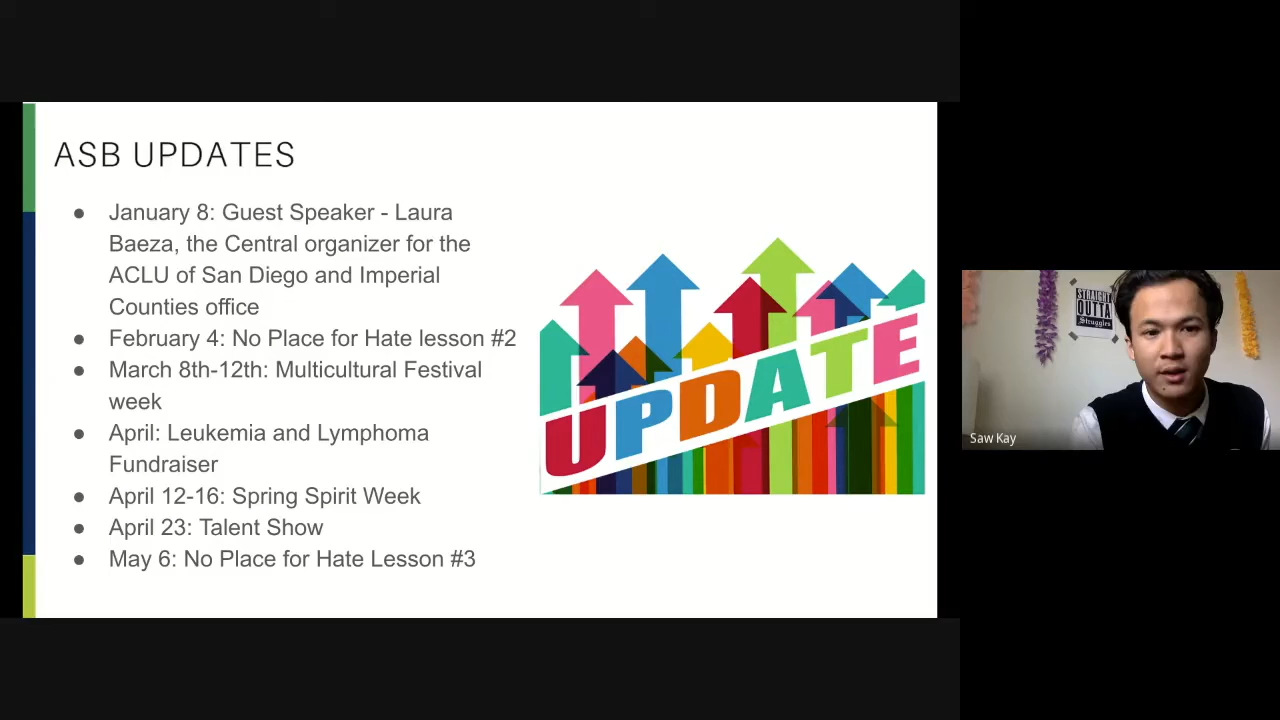 ASB UPDATES
● January 8: Guest Speaker - Laura
Baeza, the Central organizer for the
ACLU of San Diego and Imperial
Counties office
● February 4: No Place for Hate lesson #2
● March 8th-12th: Multicultural Festival
week
● April: Leukemia and Lymphoma
Fundraiser
● April 12-16: Spring Spirit Week
● April 23: Talent Show
● May 6: No Place for Hate Lesson #3
UPDATE
STRAIGHT
OUTTA
Struggles
Saw Kay